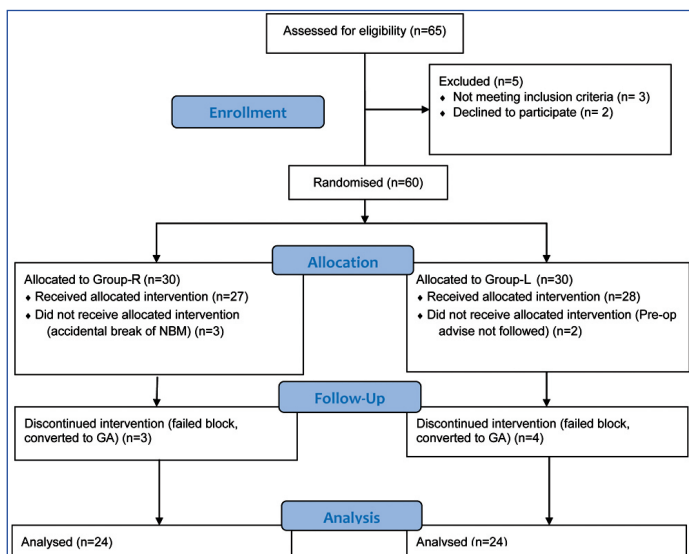 Assessed for eligibility (n=65)
Excluded (n=5)
♦ Not meeting inclusion criteria (n= 3)
♦ Declined to participate (n= 2)
Enrollment
Randomised (n=60)
Allocation
Allocated to Group-R (n=30)
♦ Received allocated intervention (n=27)
♦ Did not receive allocated intervention
(accidental break of NBM) (n=3)
Allocated to Group-L (n=30)
♦ Received allocated intervention (n=28)
♦ Did not receive allocated intervention (Pre-op
advise not followed) (n=2)
Follow-Up
Discontinued intervention (failed block,
converted to GA) (n=3)
Discontinued intervention (failed block,
converted to GA) (n=4)
Analysis
Analysed (n=24)
Analysed (n=24)